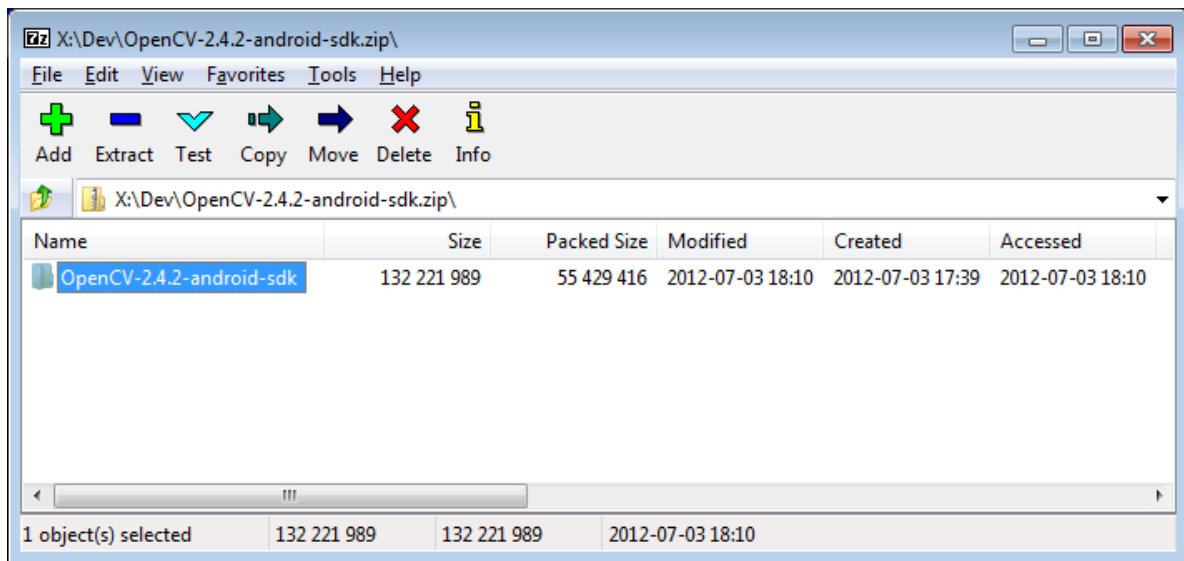 7z X:\Dev\OpenCV-2.4.2-android-sdk.zip\
File Edit View Favorites Tools Help
Add Extract Test Copy Move Delete Info
X:\Dev\OpenCV-2.4.2-android-sdk.zip\
Name Size Packed Size Modified Created Accessed
OpenCV-2.4.2-android-sdk 132 221 989 55 429 416 2012-07-03 18:10 2012-07-03 17:39 2012-07-03 18:10
1 object(s) selected 132 221 989 132 221 989 2012-07-03 18:10